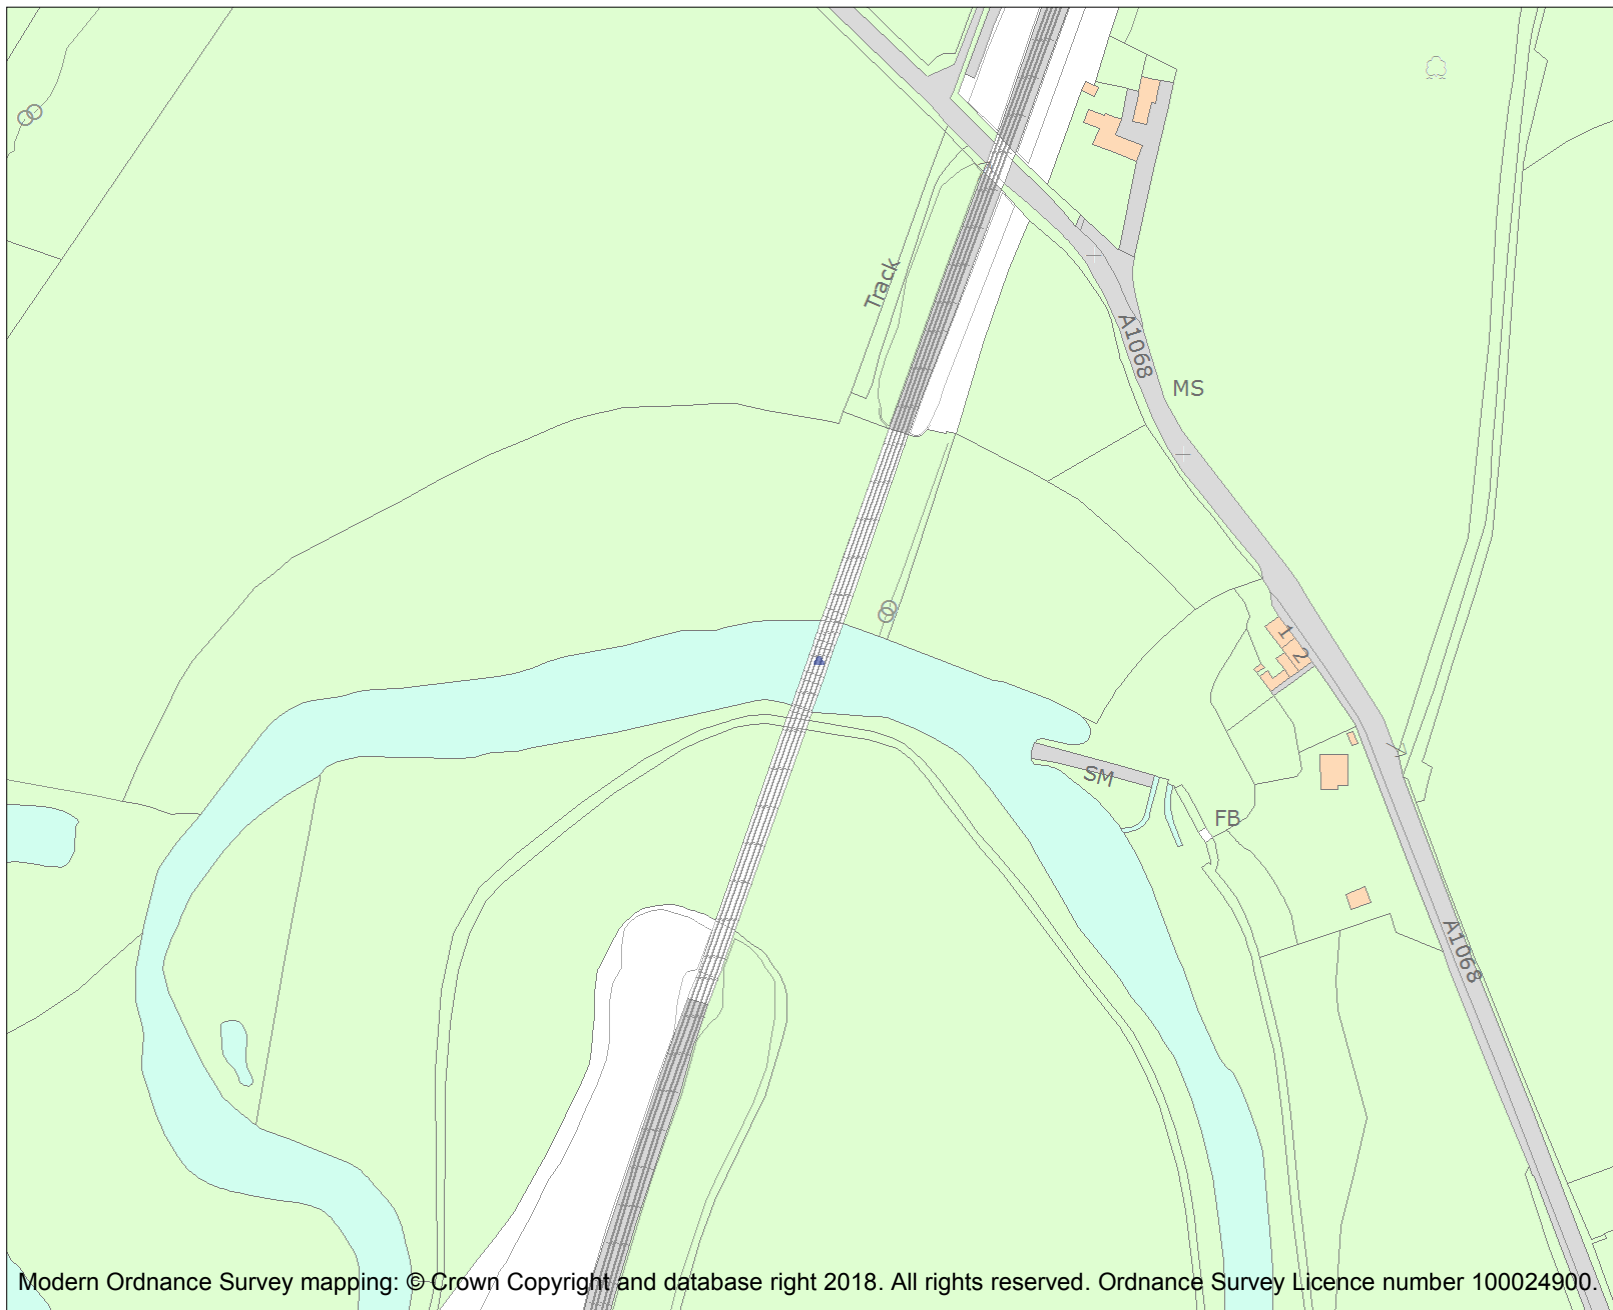 Track
A1068
MS
1
2
SM
FB
A1068
Modern Ordnance Survey mapping: © Crown Copyright and database right 2018. All rights reserved. Ordnance Survey Licence number 100024900.